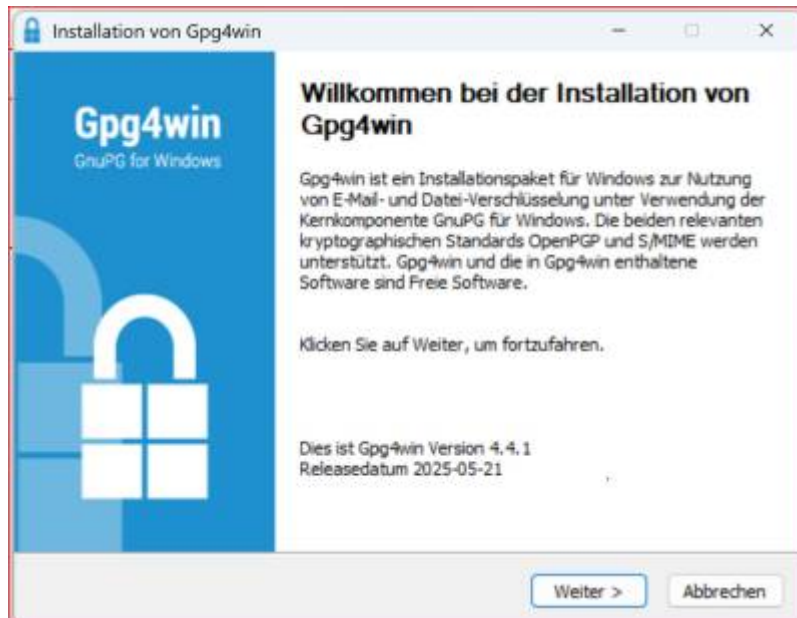 Installation von Gpg4win
Gpg4win
GnuPG for Windows
Willkommen bei der Installation von
Gpg4win
Gpg4win ist ein Installationspaket für Windows zur Nutzung
von E-Mail- und Datei-Verschlüsselung unter Verwendung der
Kernkomponente GnuPG für Windows. Die beiden relevanten
kryptographischen Standards OpenPGP und S/MIME werden
unterstützt. Gpg4win und die in Gpg4win enthaltene
Software sind Freie Software.
Klicken Sie auf Weiter, um fortzufahren.
Dies ist Gpg4win Version 4.4.1
Releasedatum 2025-05-21
Weiter >
Abbrechen